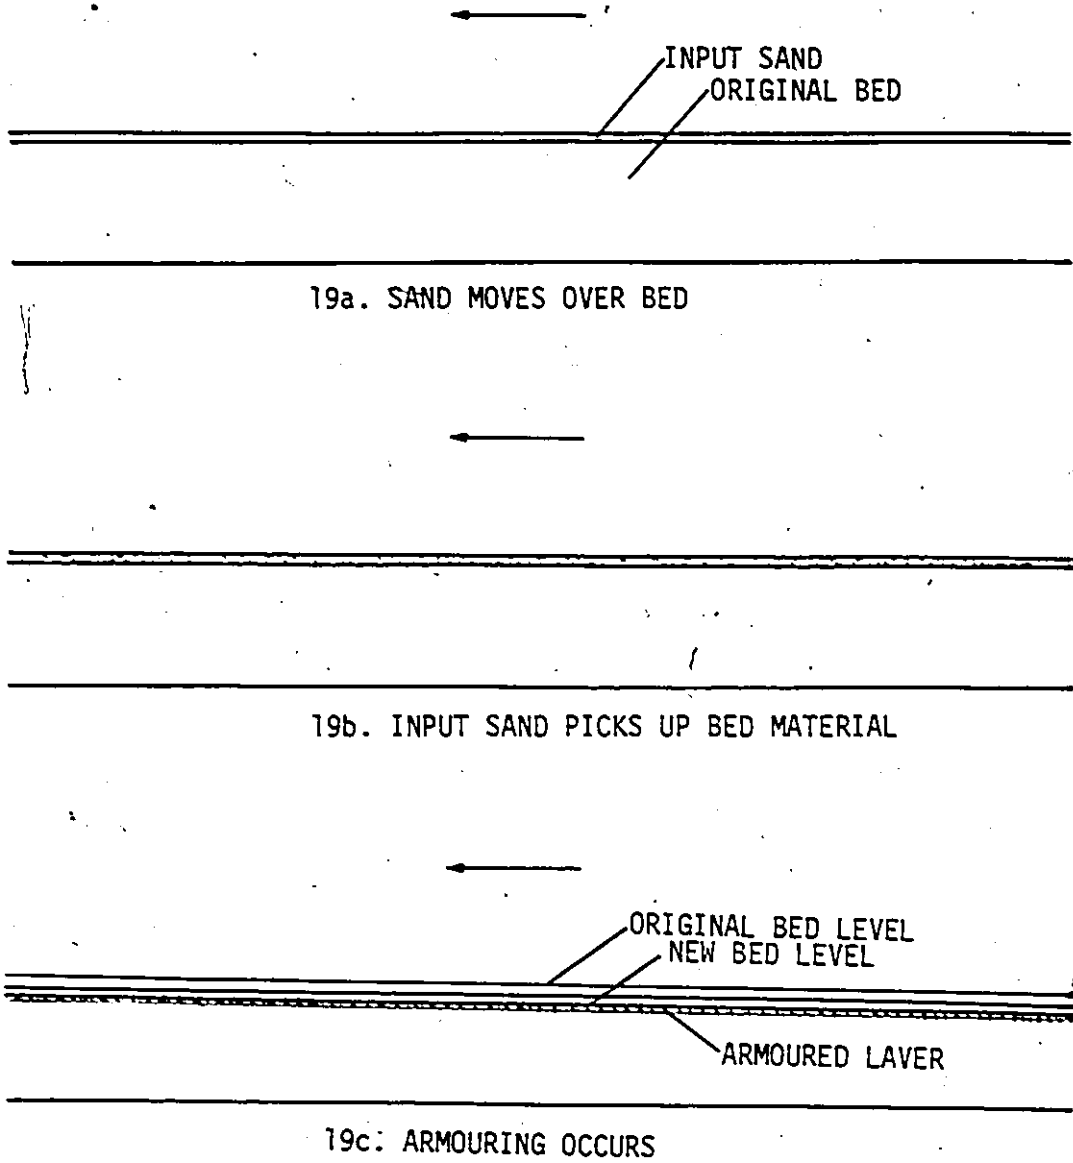 INPUT SAND
ORIGINAL BED
19a. SAND MOVES OVER BED
19b. INPUT SAND PICKS UP BED MATERIAL
ORIGINAL BED LEVEL
NEW BED LEVEL
ARMOURED LAVER
19c. ARMOURING OCCURS